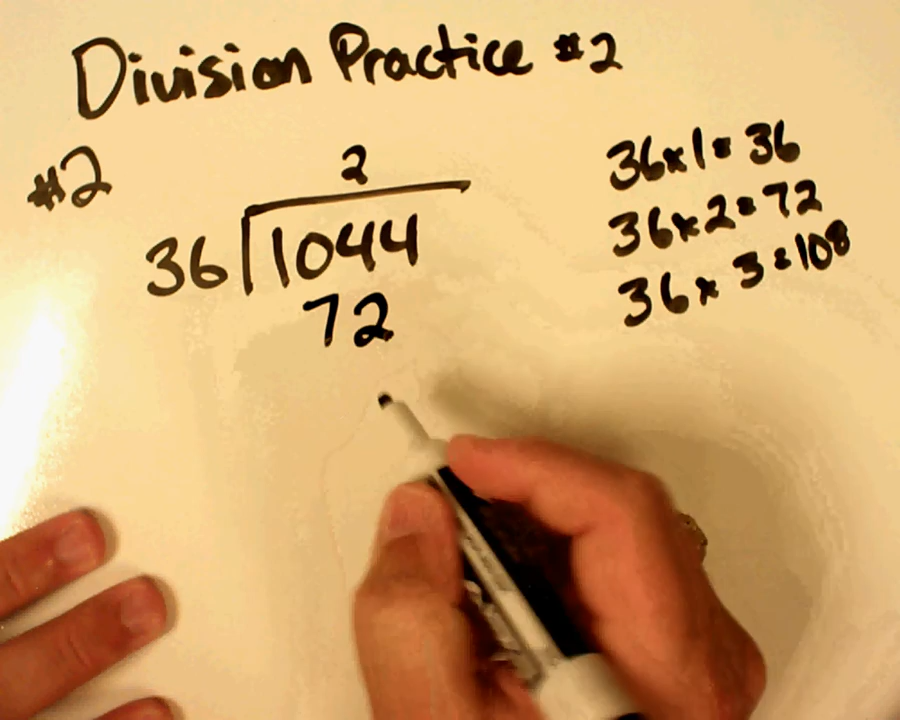 Division Practice #2
#2
2
36 1044
72
36x1=36
36x2=72
36x3=108